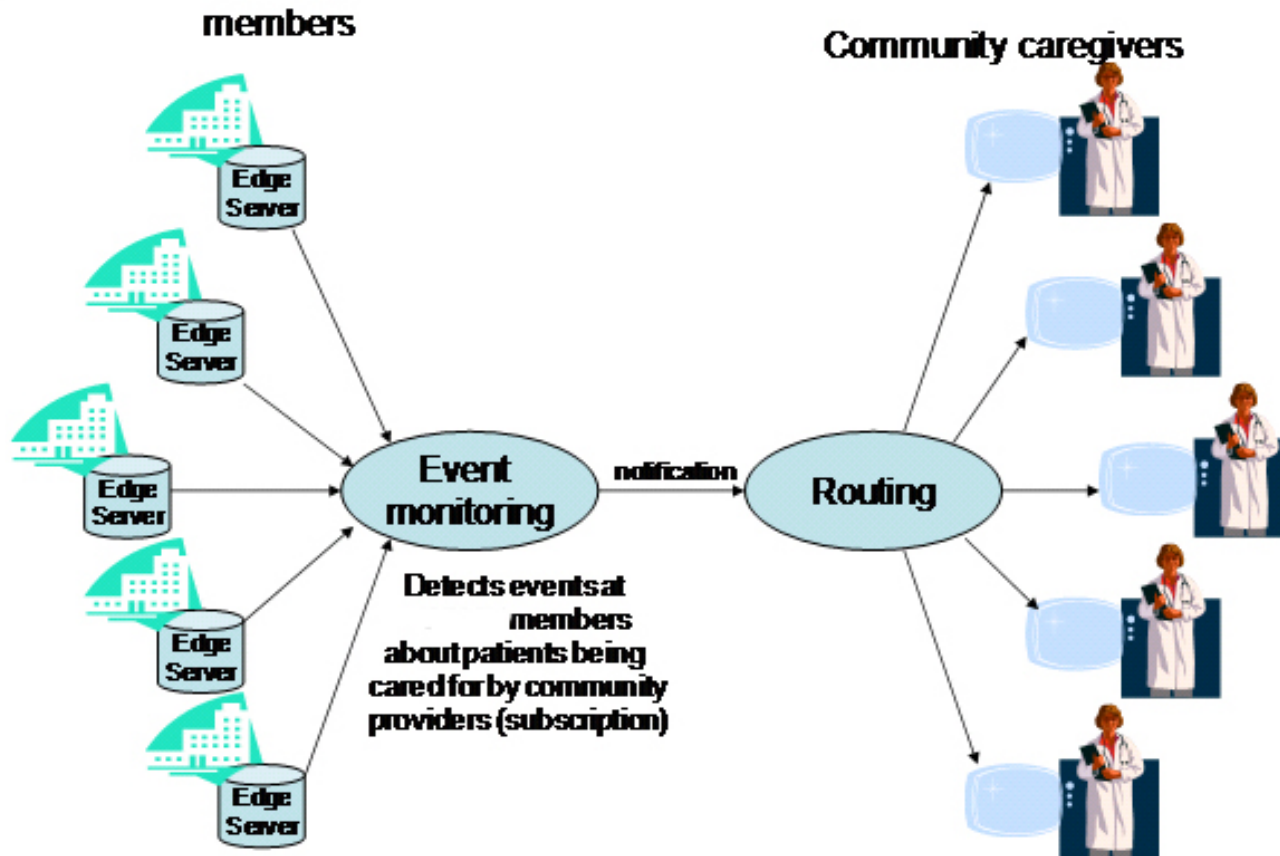 members
Community caregivers
Edge
Server
Edge
Server
Edge
Server
Edge
Server
Edge
Server
Event
monitoring
notification
Routing
Detects events at
members
about patients being
cared for by community
providers (subscription)